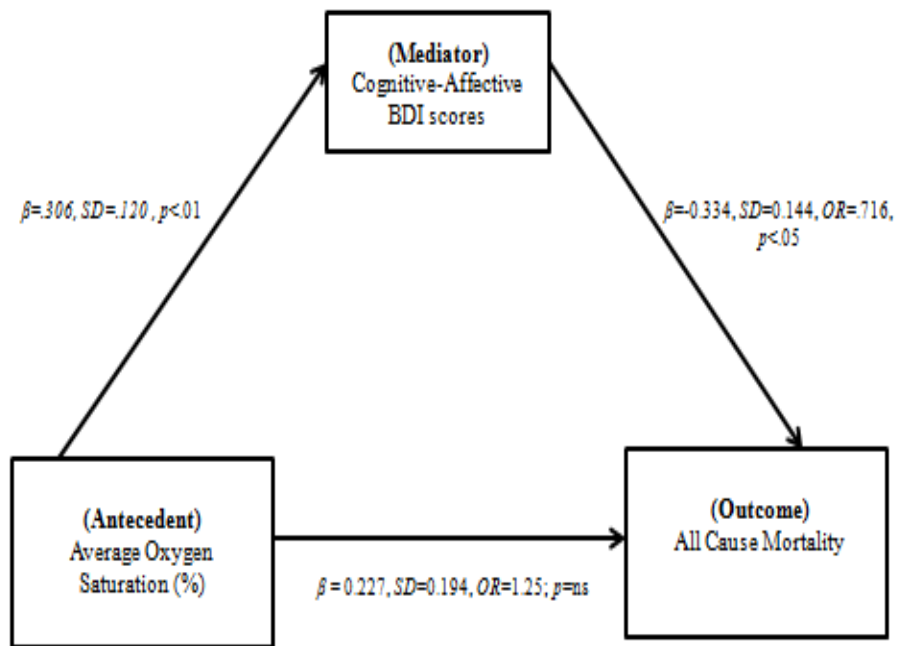 (Mediator)
Cognitive-Affective
BDI scores
β=.306, SD=.120 , p<.01
β=-0.334, SD=0.144, OR=.716,
p<.05
(Antecedent)
Average Oxygen
Saturation (%)
(Outcome)
All Cause Mortality
β = 0.227, SD=0.194, OR=1.25; p=ns